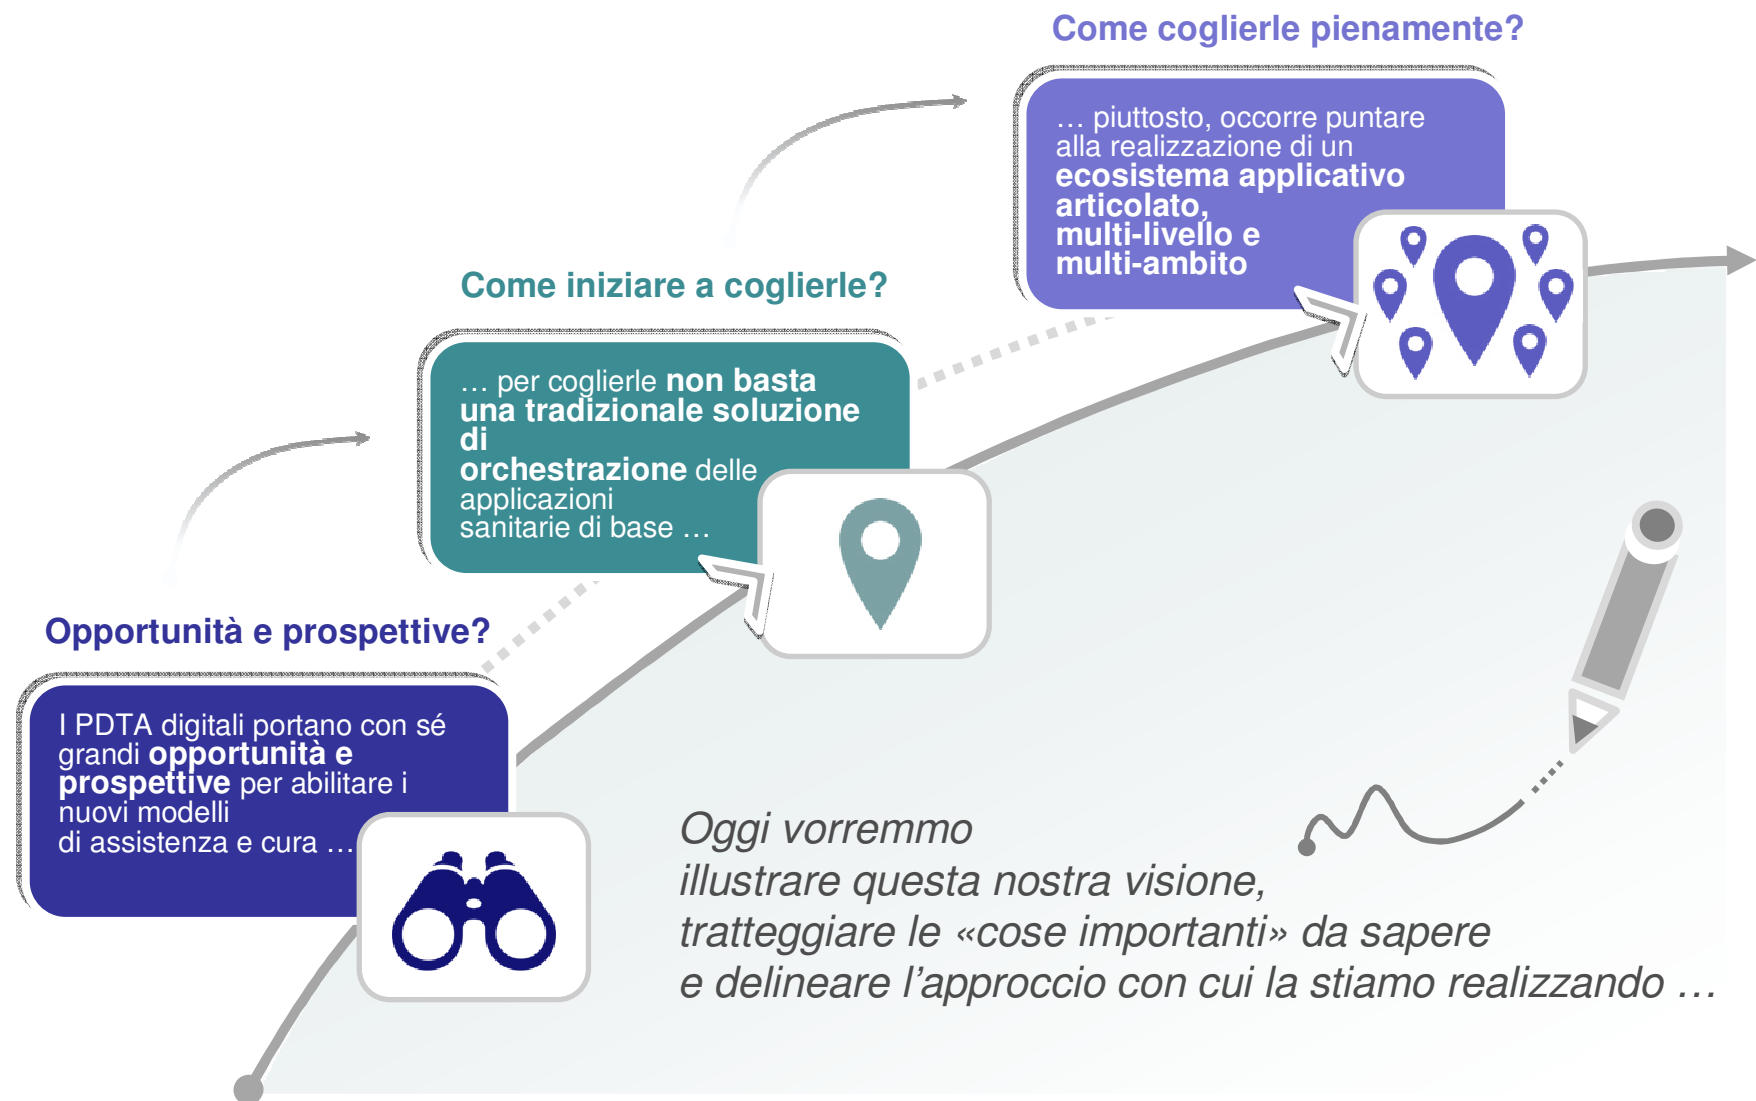 Come coglierle pienamente?
… piuttosto, occorre puntare
alla realizzazione di un
ecosistema applicativo
articolato,
multi-livello e
multi-ambito
Come iniziare a coglierle?
… per coglierle non basta
una tradizionale soluzione
di
orchestrazione delle
applicazioni
sanitarie di base …
Opportunità e prospettive?
I PDTA digitali portano con sé
grandi opportunità e
prospettive per abilitare i
nuovi modelli
di assistenza e cura …
Oggi vorremmo
illustrare questa nostra visione,
tratteggiare le «cose importanti» da sapere
e delineare l’approccio con cui la stiamo realizzando …